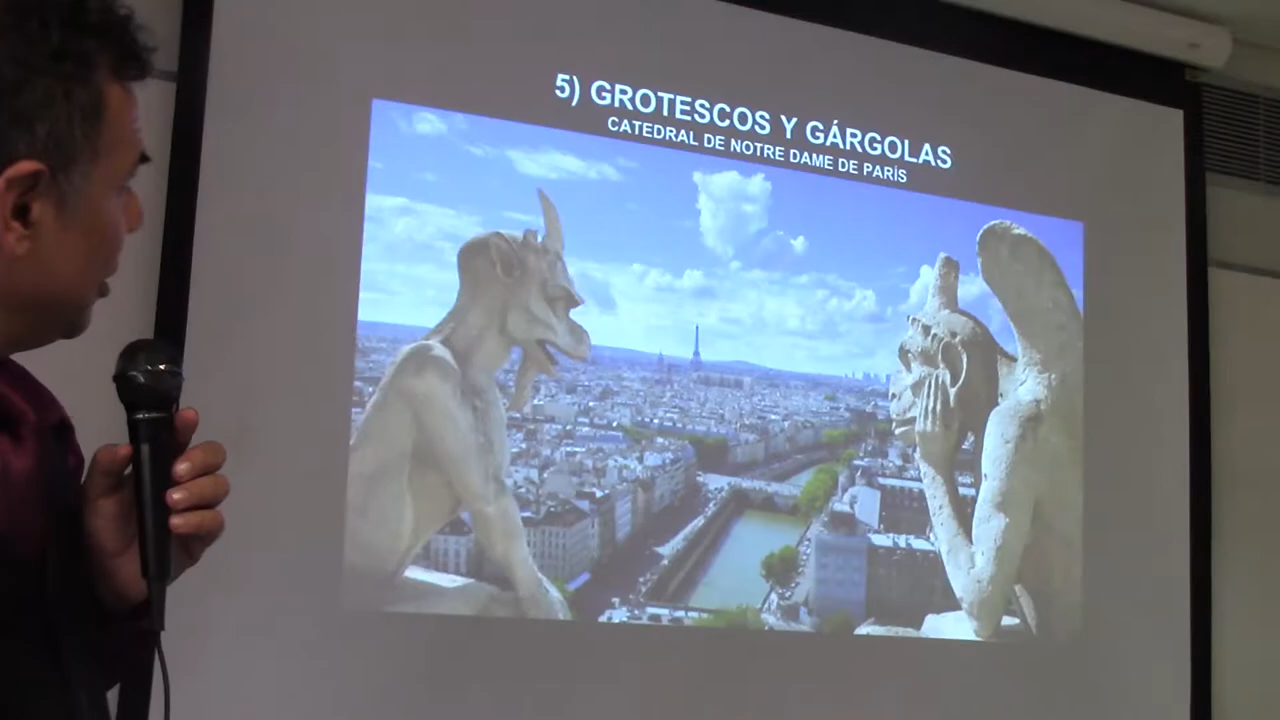 5) GROTESCOS Y GÁRGOLAS
CATEDRAL DE NOTRE DAME DE PARÍS